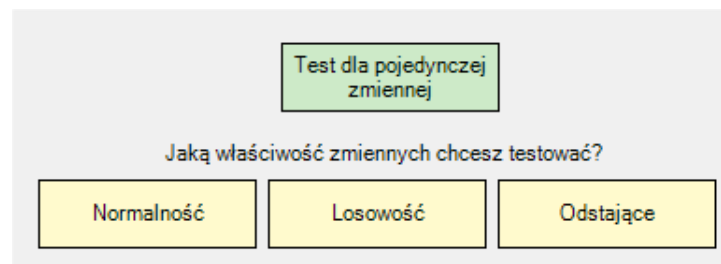 Test dla pojedynczej
zmiennej
Jaką właściwość zmiennych chcesz testować?
Normalność
Losowość
Odstające